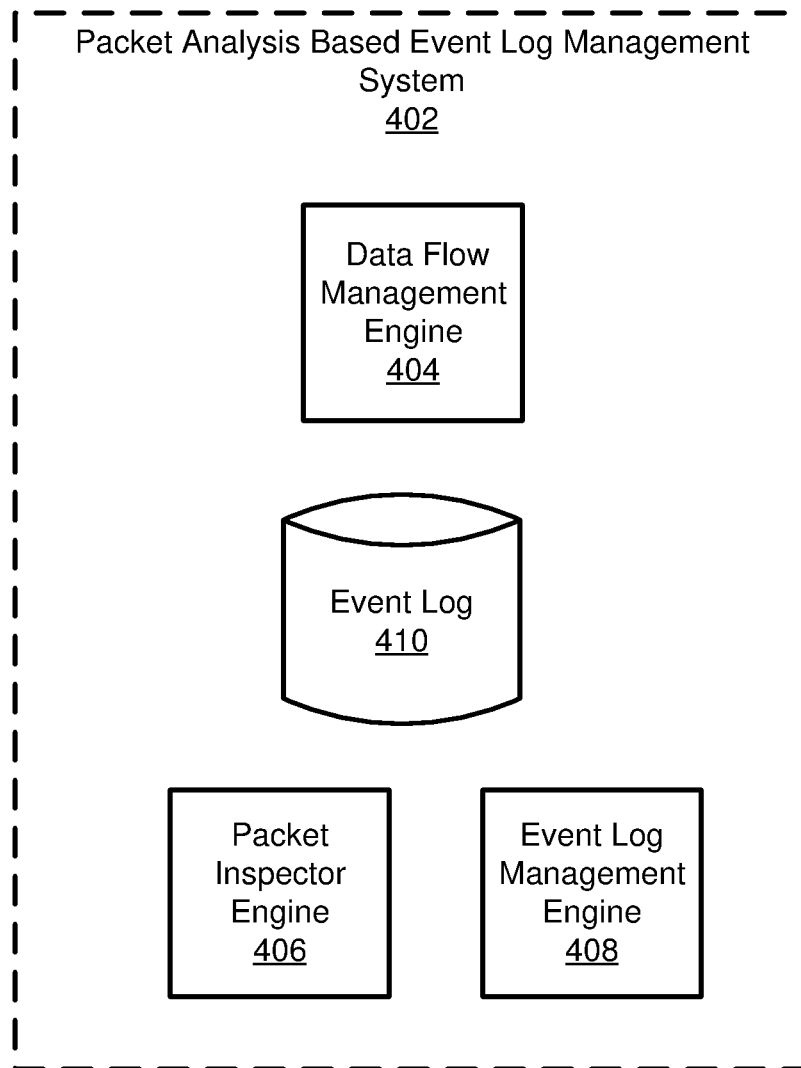 Packet Analysis Based Event Log Management
System
402
Data Flow
Management
Engine
404
Event Log
410
Packet
Inspector
Engine
406
Event Log
Management
Engine
408